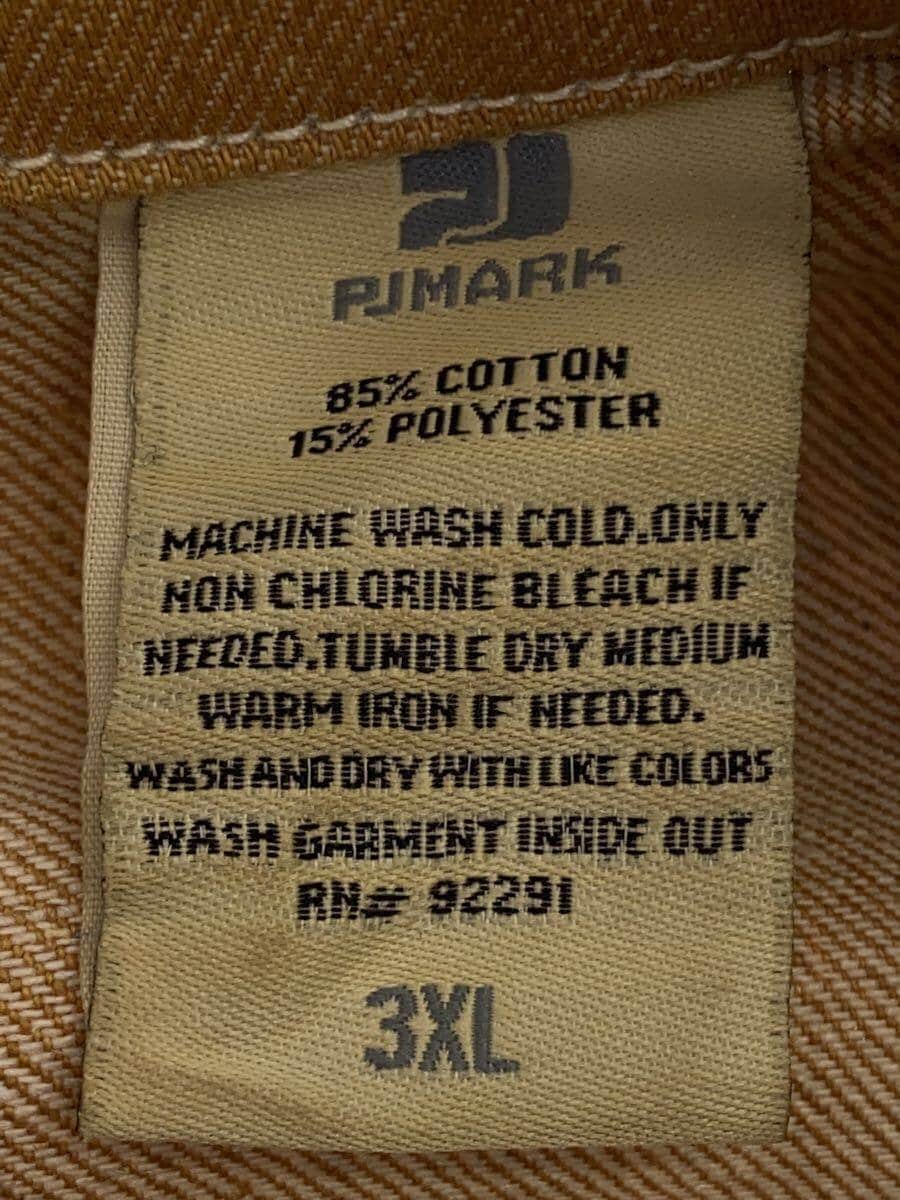 PJ
PJMARK
85% COTTON
15% POLYESTER
MACHINE WASH COLD.ONLY
NON CHLORINE BLEACH IF
NEEDED.TUMBLE DRY MEDIUM
WARM IRON IF NEEDED.
WASH AND DRY WITH LIKE COLORS
WASH GARMENT INSIDE OUT
RN# 92291
3XL